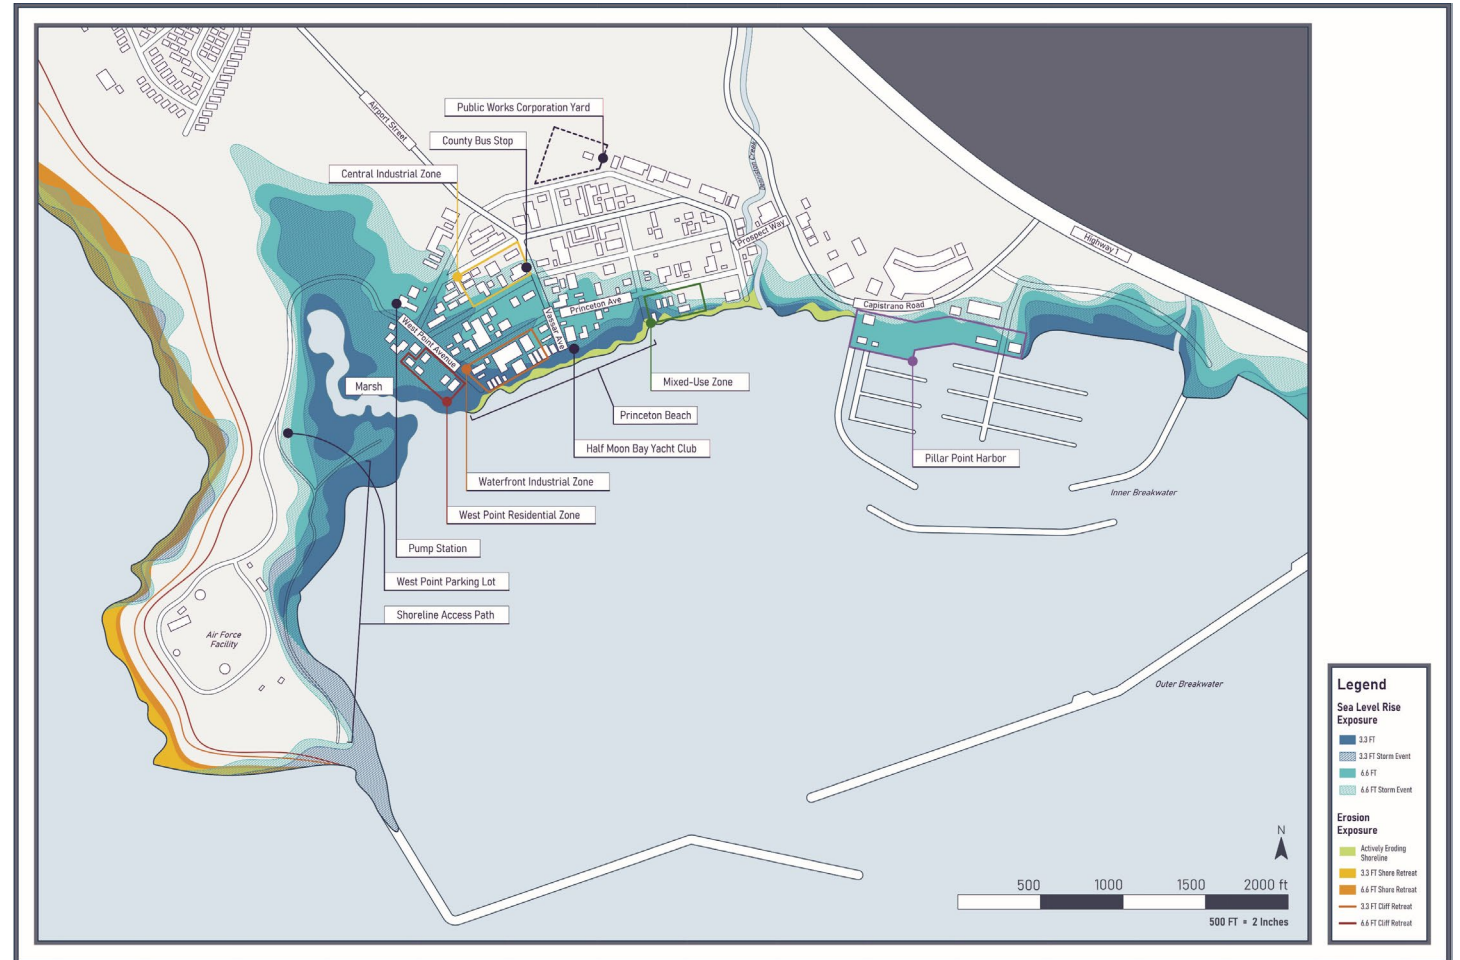 Public Works Corporation Yard
Airport Street
County Bus Stop
Central Industrial Zone
Prospect Way
Highway 1
Princeton Ave
Capistrano Road
Vassar Ave
West Point Avenue
Marsh
Mixed-Use Zone
Princeton Beach
Half Moon Bay Yacht Club
Pillar Point Harbor
Waterfront Industrial Zone
Inner Breakwater
West Point Residential Zone
Pump Station
West Point Parking Lot
Shoreline Access Path
Air Force
Facility
Outer Breakwater
N
500 1000 1500 2000 ft
500 FT = 2 Inches
Legend
Sea Level Rise
Exposure
3.3 FT
3.3 FT Storm Event
6.6 FT
6.6 FT Storm Event
Erosion
Exposure
Actively Eroding
Shoreline
3.3 FT Shore Retreat
6.6 FT Shore Retreat
3.3 FT Cliff Retreat
6.6 FT Cliff Retreat